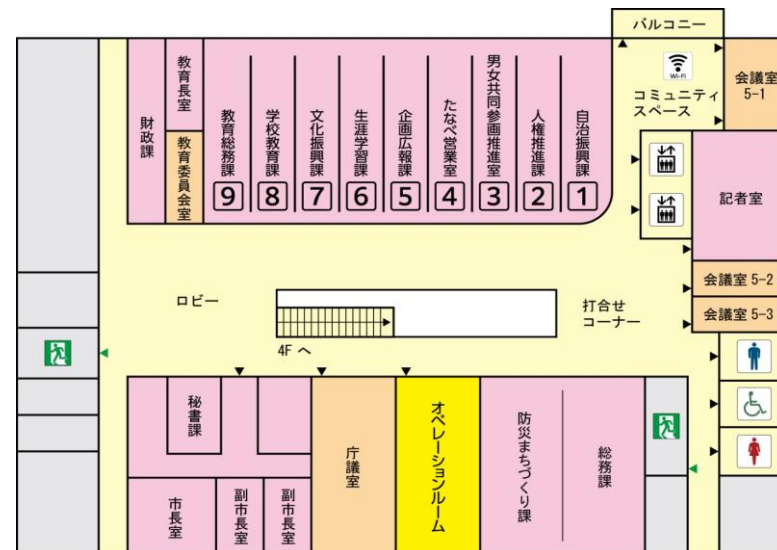 バルコニー
Wi-Fi
コミュニティ
スペース
会議室
5-1
財政課
教育長室
教育委員会室
教育総務課
9
学校教育課
8
文化振興課
7
生涯学習課
6
企画広報課
5
たなべ営業室
4
男女共同参画推進室
3
人権推進課
2
自治振興課
1
記者室
会議室 5-2
会議室 5-3
ロビー
打合せ
コーナー
4F へ
秘書課
市長室
副市長室
副市長室
庁議室
オペレーションルーム
防災まちづくり課
総務課